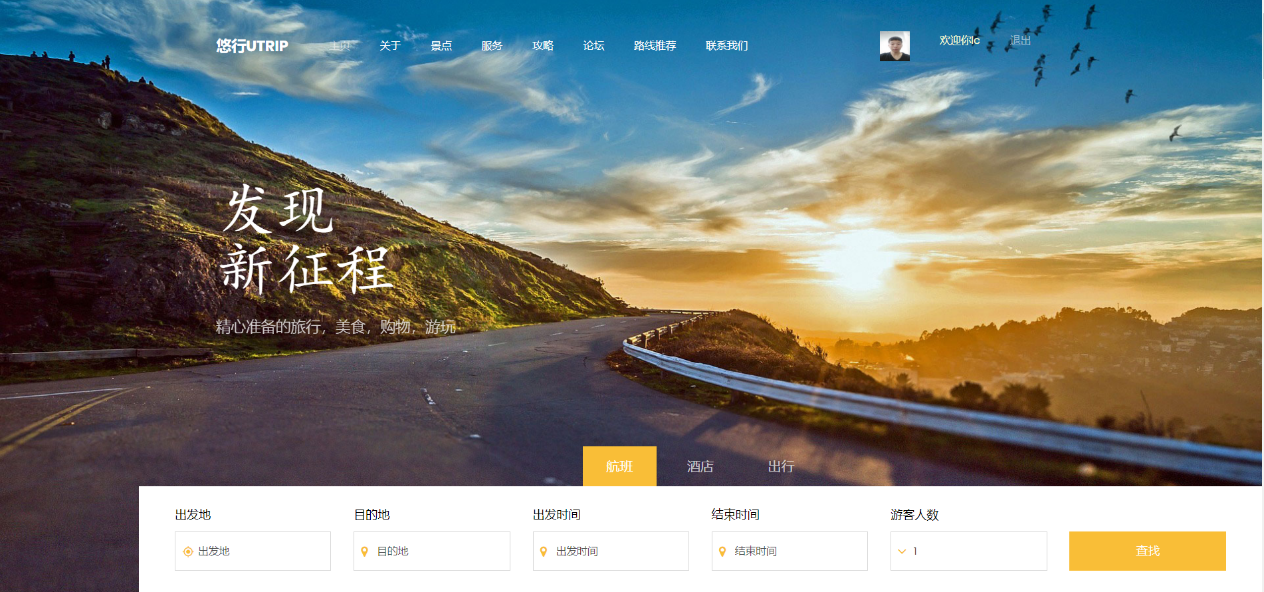 悠行UTRIP 主页 关于 景点 服务 攻略 论坛 路线推荐 联系我们 欢迎你lc 退出
发现
新征程
精心准备的旅行，美食，购物，游玩
航班 酒店 出行
出发地 目的地 出发时间 结束时间 游客人数
出发地 目的地 出发时间 结束时间 1 查找